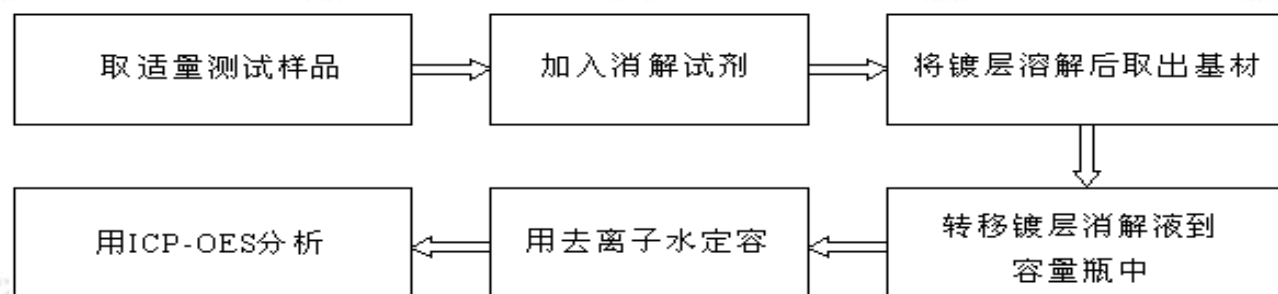 取适量测试样品
加入消解试剂
将镀层溶解后取出基材
转移镀层消解液到
容量瓶中
用去离子水定容
用ICP-OES分析